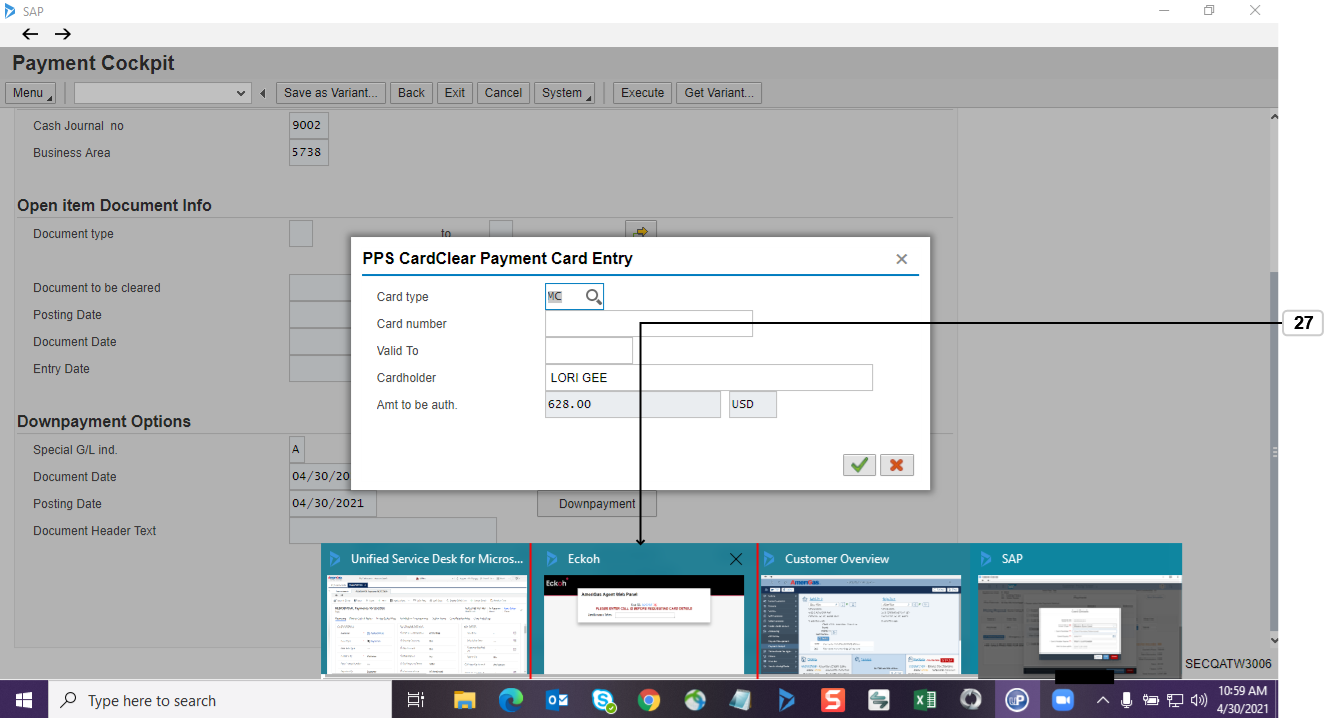 SAP
Payment Cockpit
Menu Save as Variant... Back Exit Cancel System Execute Get Variant...
Cash Journal no 9002
Business Area 5738
Open item Document Info
Document type to
Document to be cleared
Posting Date
Document Date
Entry Date
Downpayment Options
Special G/L ind. A
Document Date 04/30/20
Posting Date 04/30/2021 Downpayment
Document Header Text
PPS CardClear Payment Card Entry
Card type MC
Card number
Valid To
Cardholder LORI GEE
Amt to be auth. 628.00 USD
27
Unified Service Desk for Micros... Eckoh Customer Overview SAP
Eckoh
AmeriGas Agent Web Panel
PLEASE ENTER CALL ID BEFORE REQUESTING CARD DETAILS
AmeriGas
SECQATW3006
Type here to search
10:59 AM
4/30/2021